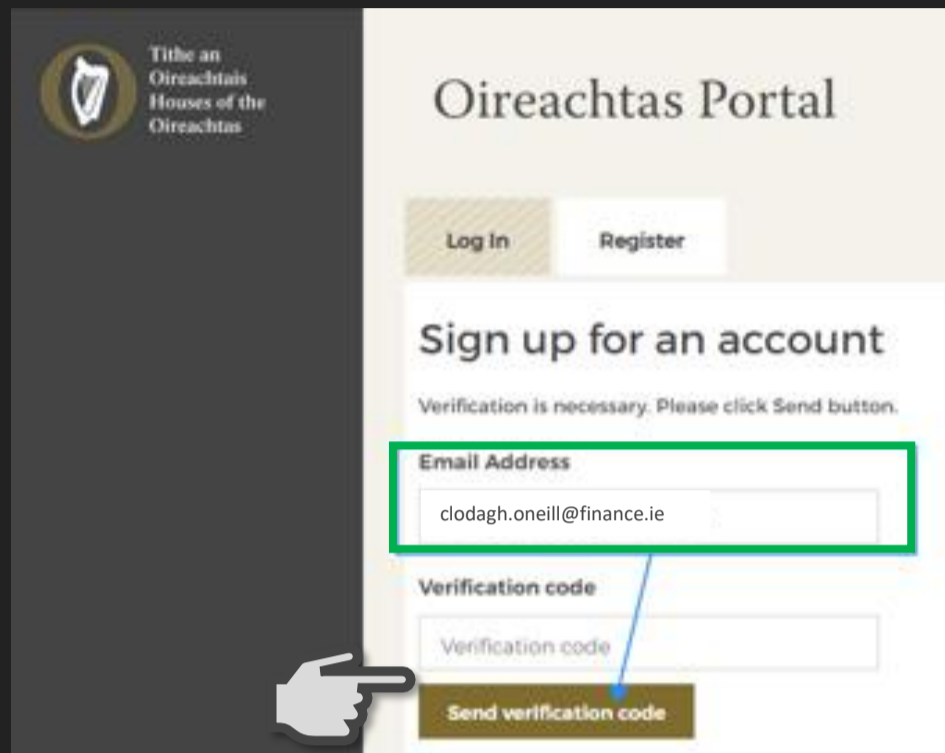 Tithe an
Oireachtais
Houses of the
Oireachtas
Oireachtas Portal
Log In
Register
Sign up for an account
Verification is necessary. Please click Send button.
Email Address
clodagh.oneill@finance.ie
Verification code
Verification code
Send verification code